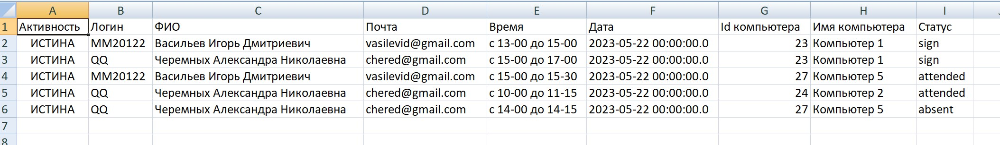 A B C D E F G H I J
1 Активность Логин ФИО Почта Время Дата Id компьютера Имя компьютера Статус
2 ИСТИНА MM20122 Васильев Игорь Дмитриевич vasilevid@gmail.com с 13-00 до 15-00 2023-05-22 00:00:00.0 23 Компьютер 1 sign
3 ИСТИНА QQ Черемных Александра Николаевна chered@gmail.com с 15-00 до 17-00 2023-05-22 00:00:00.0 23 Компьютер 1 sign
4 ИСТИНА MM20122 Васильев Игорь Дмитриевич vasilevid@gmail.com с 15-00 до 15-30 2023-05-22 00:00:00.0 27 Компьютер 5 attended
5 ИСТИНА QQ Черемных Александра Николаевна chered@gmail.com с 10-00 до 11-15 2023-05-22 00:00:00.0 24 Компьютер 2 attended
6 ИСТИНА QQ Черемных Александра Николаевна chered@gmail.com с 14-00 до 14-15 2023-05-22 00:00:00.0 27 Компьютер 5 absent
7
8